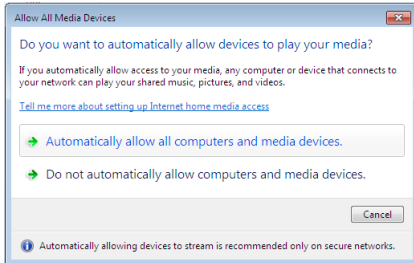 Allow All Media Devices
Do you want to automatically allow devices to play your media?
If you automatically allow access to your media, any computer or device that connects to
your network can play your shared music, pictures, and videos.
Tell me more about setting up Internet home media access
Automatically allow all computers and media devices.
Do not automatically allow computers and media devices.
Cancel
Automatically allowing devices to stream is recommended only on secure networks.